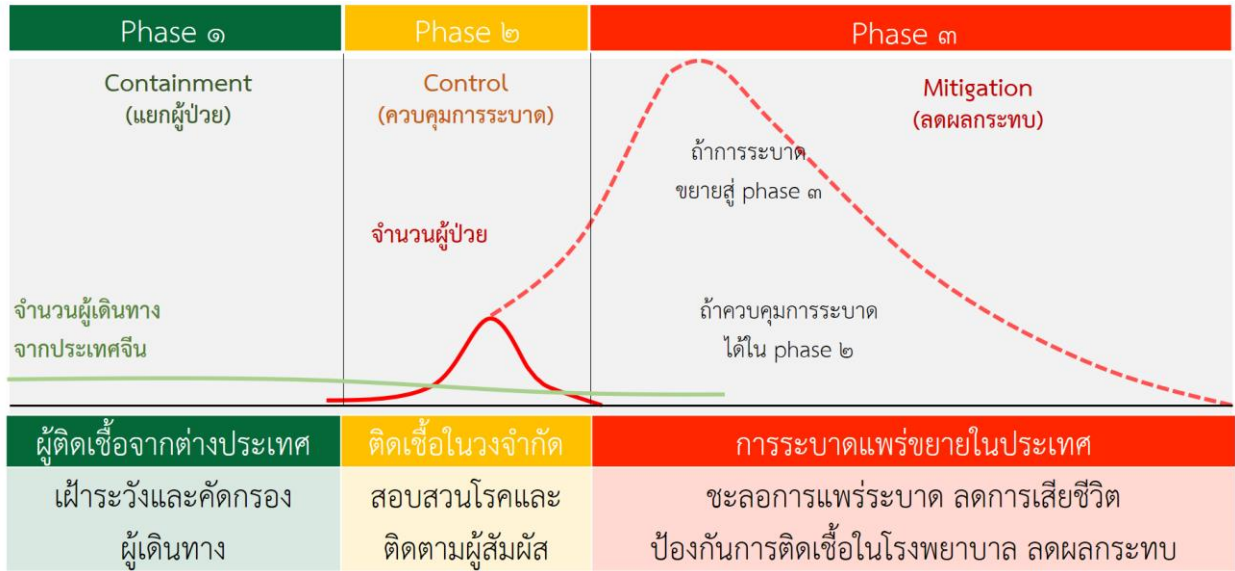 Phase ๑
Phase ๒
Phase ๓
Containment
(แยกผู้ป่วย)
Control
(ควบคุมการระบาด)
Mitigation
(ลดผลกระทบ)
ถ้าการระบาด
ขยายสู่ phase ๓
จำนวนผู้ป่วย
จำนวนผู้เดินทาง
จากประเทศจีน
ถ้าควบคุมการระบาด
ได้ใน phase ๒
ผู้ติดเชื้อจากต่างประเทศ
ติดเชื้อในวงจำกัด
การระบาดแพร่ขยายในประเทศ
เฝ้าระวังและคัดกรอง
ผู้เดินทาง
สอบสวนโรคและ
ติดตามผู้สัมผัส
ชะลอการแพร่ระบาด ลดการเสียชีวิต
ป้องกันการติดเชื้อในโรงพยาบาล ลดผลกระทบ